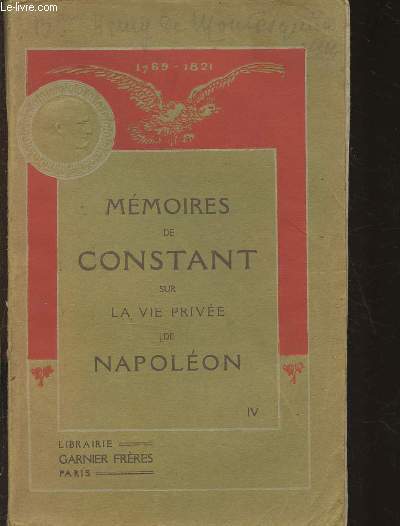 Le-livre.com
1769 - 1821
MÉMOIRES
DE
CONSTANT
SUR
LA VIE PRIVÉE
DE
NAPOLÉON
IV
LIBRAIRIE
GARNIER FRÈRES
PARIS